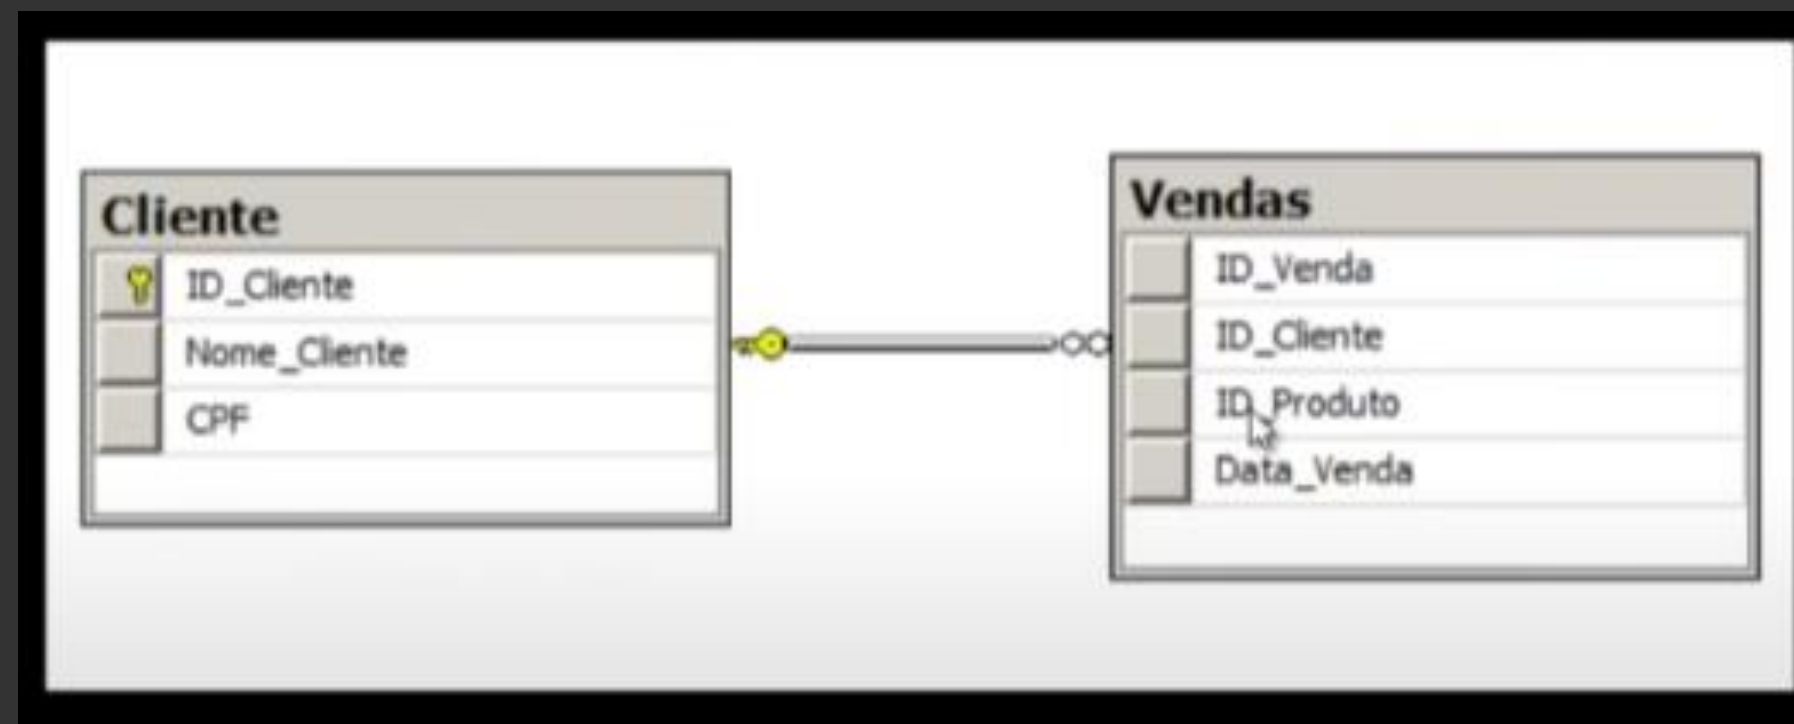 Cliente
ID_Cliente
Nome_Cliente
CPF
Vendas
ID_Venda
ID_Cliente
ID_Produto
Data_Venda